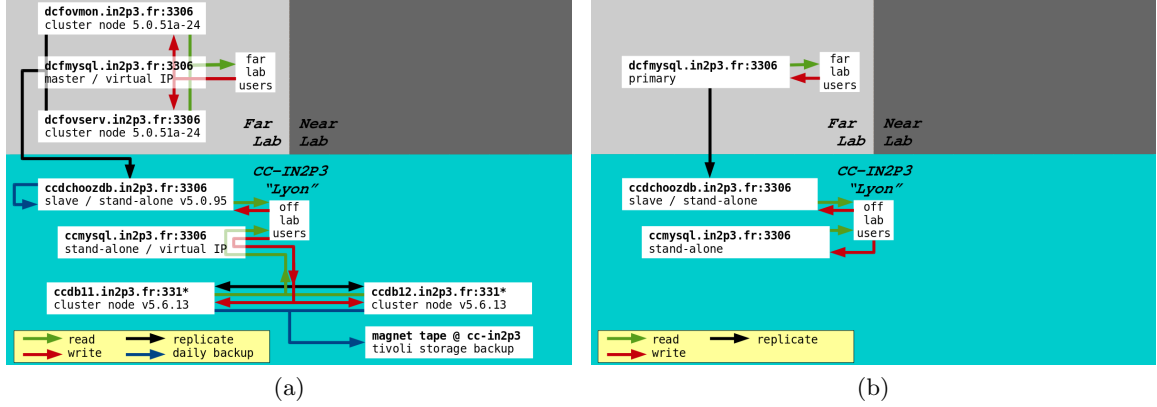 dcfovmon.in2p3.fr:3306
cluster node 5.0.51a-24
dcfmysql.in2p3.fr:3306
master / virtual IP
far
lab
users
dcfovserv.in2p3.fr:3306
cluster node 5.0.51a-24
Far
Lab
Near
Lab
CC-IN2P3
“Lyon”
ccdchoozdb.in2p3.fr:3306
slave / stand-alone v5.0.95
off
lab
users
ccmysql.in2p3.fr:3306
stand-alone / virtual IP
ccdb11.in2p3.fr:331*
cluster node v5.6.13
ccdb12.in2p3.fr:331*
cluster node v5.6.13
magnet tape @ cc-in2p3
tivoli storage backup
read
write
replicate
daily backup
(a)
dcfmysql.in2p3.fr:3306
primary
far
lab
users
Far
Lab
Near
Lab
CC-IN2P3
“Lyon”
ccdchoozdb.in2p3.fr:3306
slave / stand-alone
off
lab
users
ccmysql.in2p3.fr:3306
stand-alone
read
write
replicate
(b)